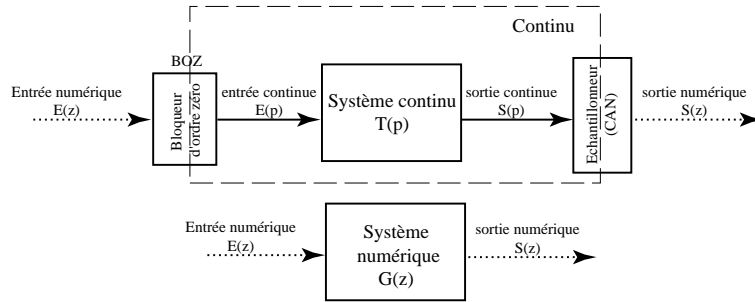 Continu
BOZ
Entrée numérique
E(z)
Bloqueur
d'ordre zéro
entrée continue
E(p)
Système continu
T(p)
sortie continue
S(p)
Echantillonneur
(CAN)
sortie numérique
S(z)
Entrée numérique
E(z)
Système
numérique
G(z)
sortie numérique
S(z)